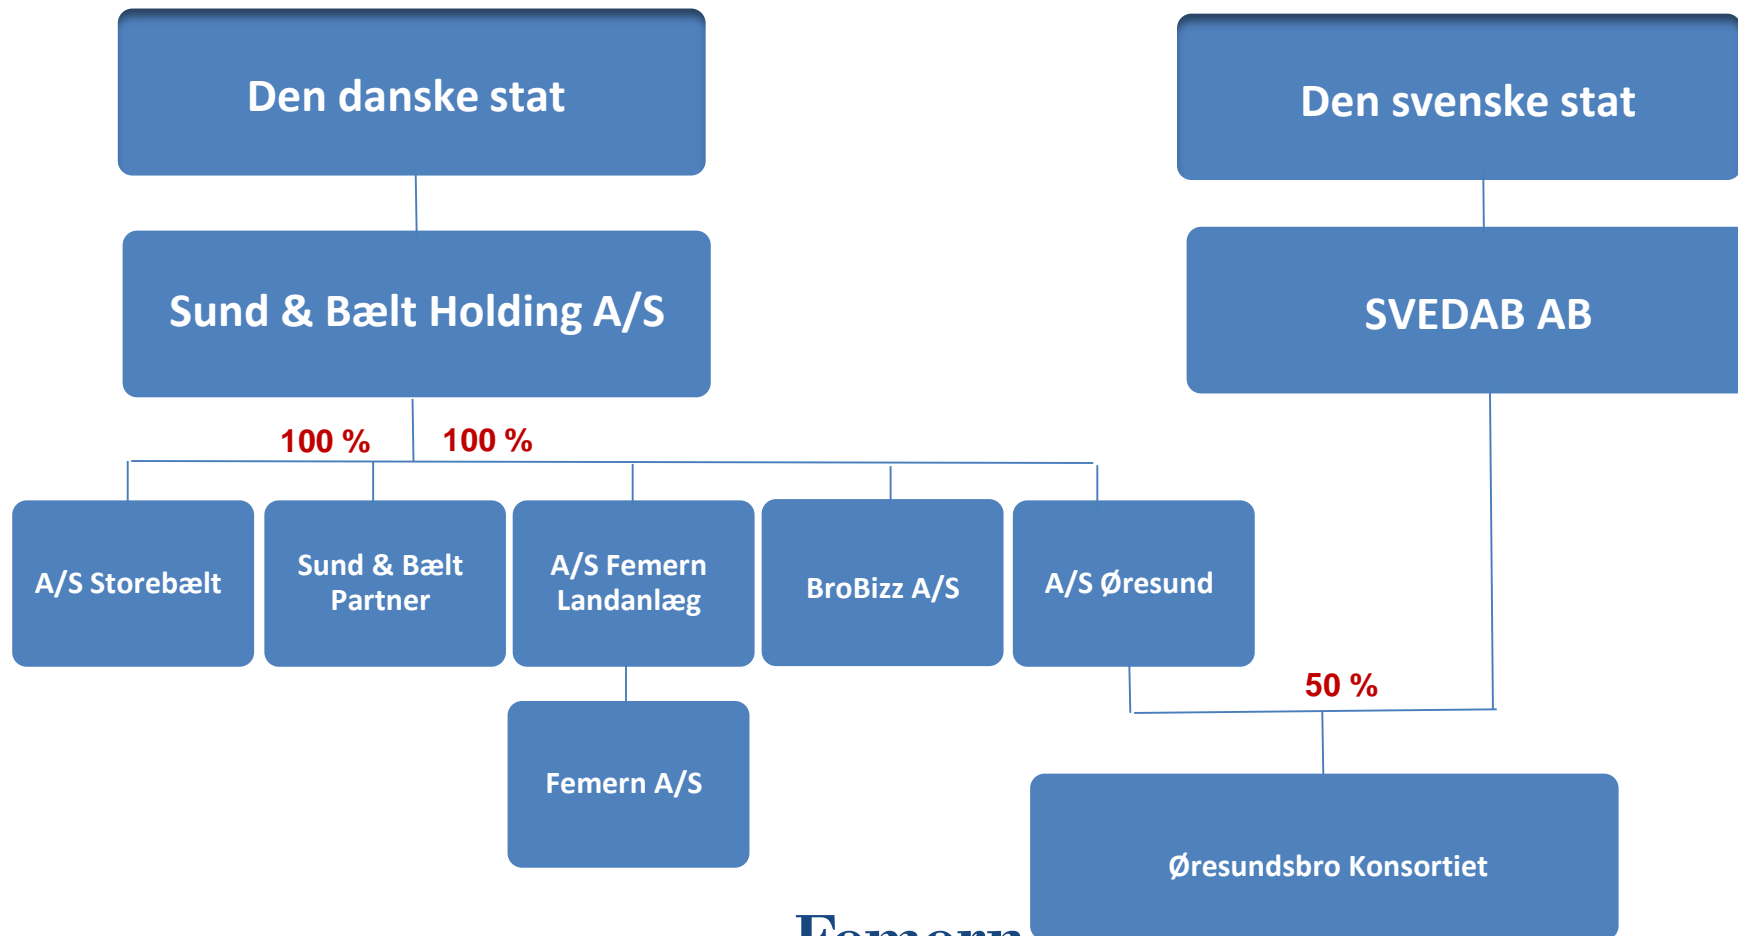 Den danske stat
Den svenske stat
Sund & Bælt Holding A/S
SVEDAB AB
100 %
100 %
A/S Storebælt
Sund & Bælt
Partner
A/S Femern
Landanlæg
BroBizz A/S
A/S Øresund
50 %
Femern A/S
Øresundsbro Konsortiet
Femern